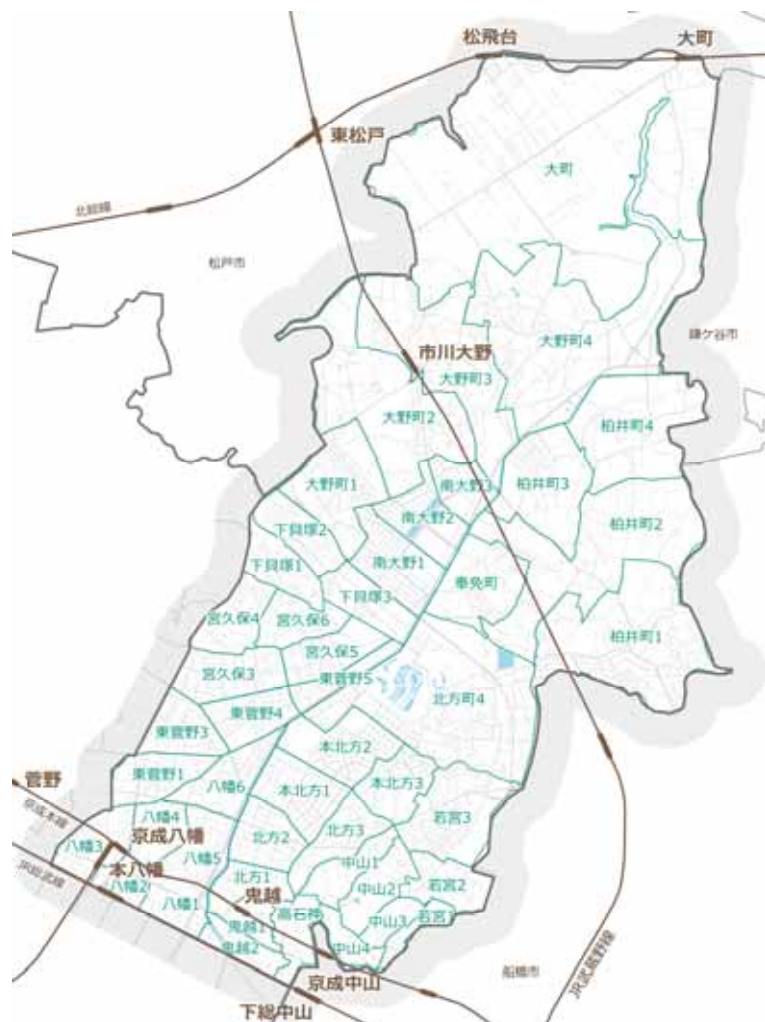 松飛台
大町
東松戸
大町
北総線
松戸市
鎌ケ谷市
大野町4
市川大野
大野町3
大野町2
柏井町4
大野町1
南大野3
柏井町3
南大野2
下貝塚2
柏井町2
下貝塚1
南大野1
奉免町
下貝塚3
宮久保4
宮久保6
柏井町1
宮久保5
宮久保3
東菅野5
北方町4
東菅野4
東菅野3
本北方2
菅野
東菅野1
八幡6
本北方1
本北方3
京成本線
八幡4
北方2
北方3
若宮3
京成八幡
八幡3
八幡5
中山1
JR総武線
本八幡
八幡2
北方1
中山2
若宮2
八幡1
鬼越
高石神
鬼越1
中山3
若宮1
鬼越2
中山4
JR武蔵野線
船橋市
京成中山
下総中山